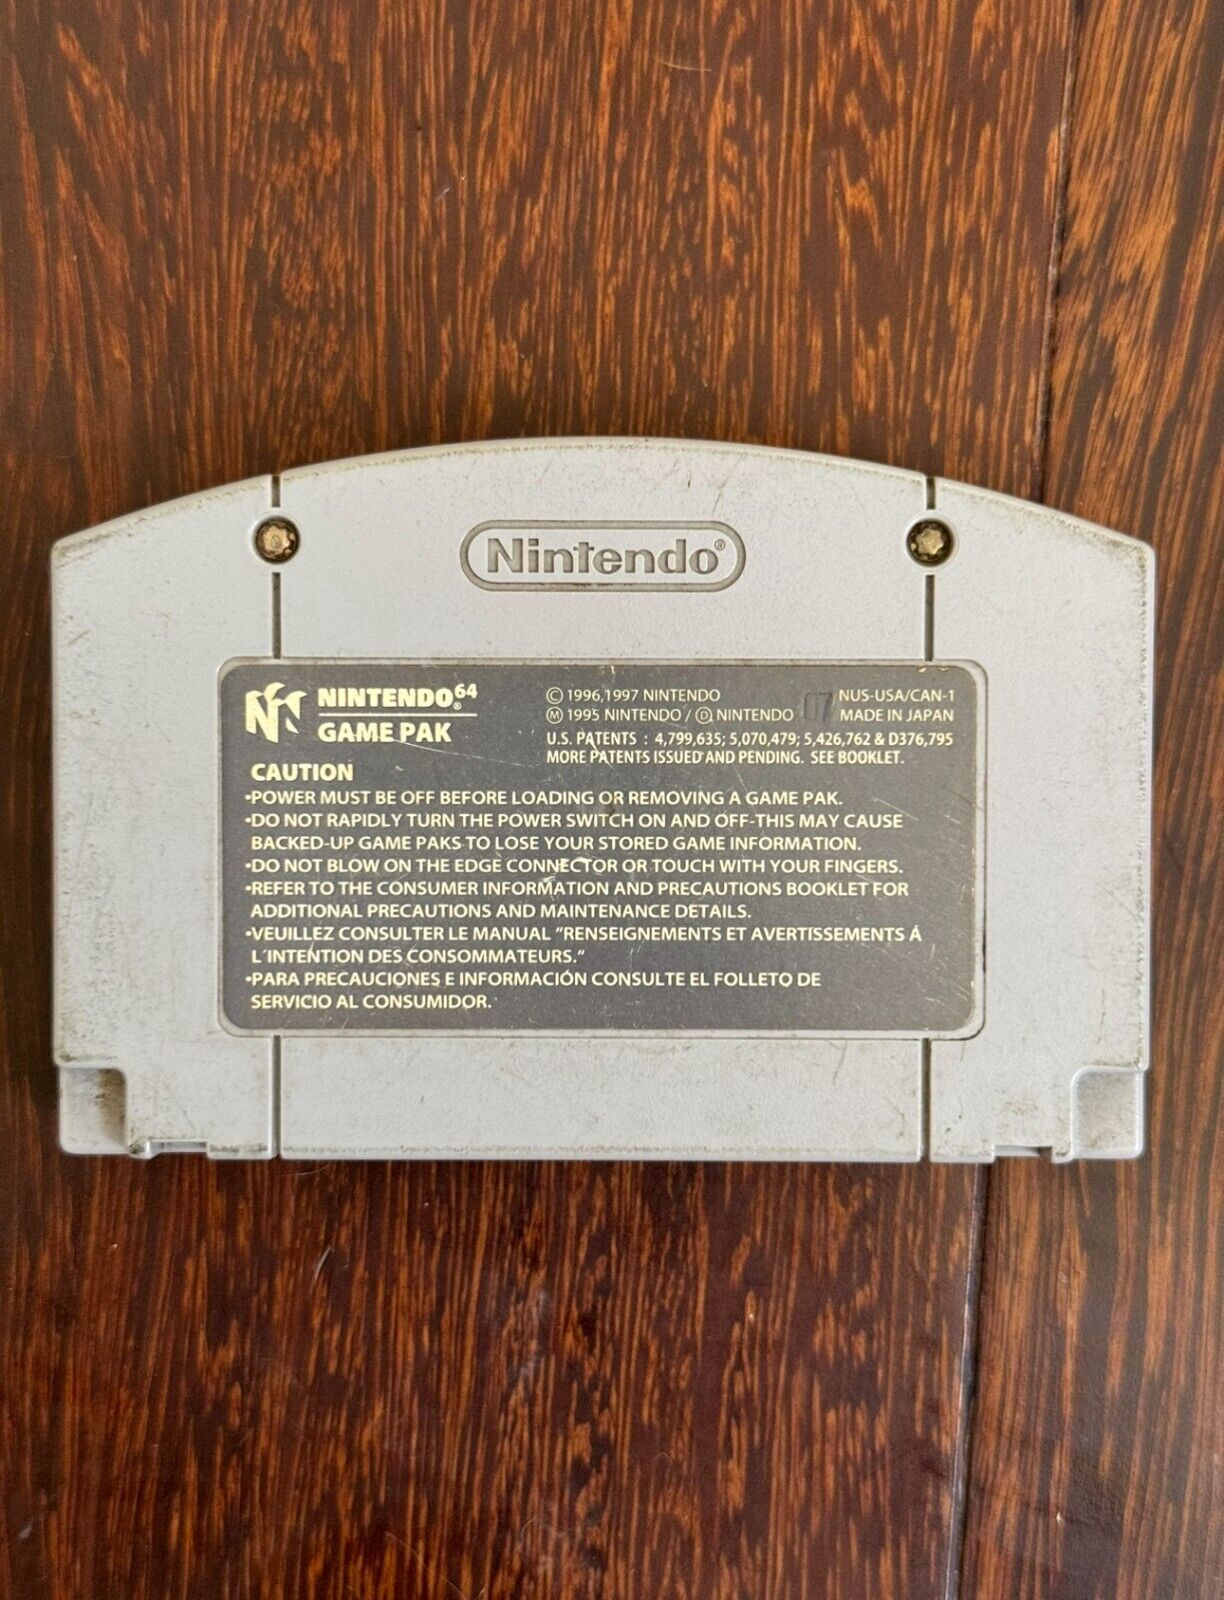 Nintendo®
NINTENDO®64
GAME PAK
© 1996,1997 NINTENDO
Ⓜ 1995 NINTENDO / Ⓓ NINTENDO
07
NUS-USA/CAN-1
MADE IN JAPAN
U.S. PATENTS : 4,799,635; 5,070,479; 5,426,762 & D376,795
MORE PATENTS ISSUED AND PENDING. SEE BOOKLET.
CAUTION
•POWER MUST BE OFF BEFORE LOADING OR REMOVING A GAME PAK.
•DO NOT RAPIDLY TURN THE POWER SWITCH ON AND OFF-THIS MAY CAUSE
BACKED-UP GAME PAKS TO LOSE YOUR STORED GAME INFORMATION.
•DO NOT BLOW ON THE EDGE CONNECTOR OR TOUCH WITH YOUR FINGERS.
•REFER TO THE CONSUMER INFORMATION AND PRECAUTIONS BOOKLET FOR
ADDITIONAL PRECAUTIONS AND MAINTENANCE DETAILS.
•VEUILLEZ CONSULTER LE MANUAL "RENSEIGNEMENTS ET AVERTISSEMENTS Á
L'INTENTION DES CONSOMMATEURS."
•PARA PRECAUCIONES E INFORMACIÓN CONSULTE EL FOLLETO DE
SERVICIO AL CONSUMIDOR.